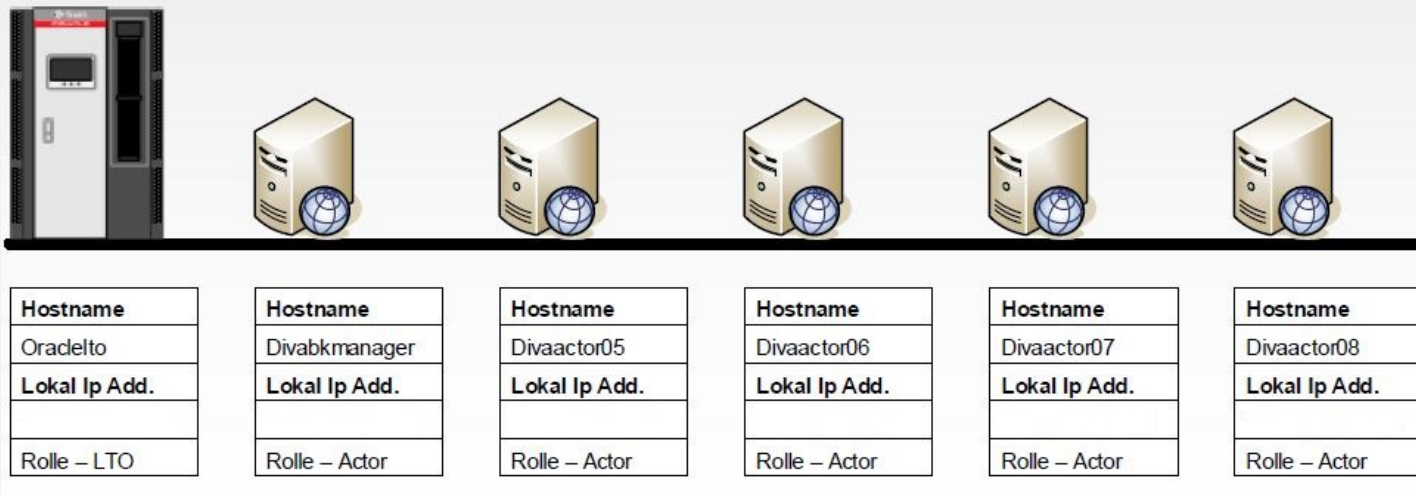 Hostname
Oraclelto
Lokal Ip Add.
Rolle – LTO
Hostname
Divabkmanager
Lokal Ip Add.
Rolle – Actor
Hostname
Divaactor05
Lokal Ip Add.
Rolle – Actor
Hostname
Divaactor06
Lokal Ip Add.
Rolle – Actor
Hostname
Divaactor07
Lokal Ip Add.
Rolle – Actor
Hostname
Divaactor08
Lokal Ip Add.
Rolle – Actor